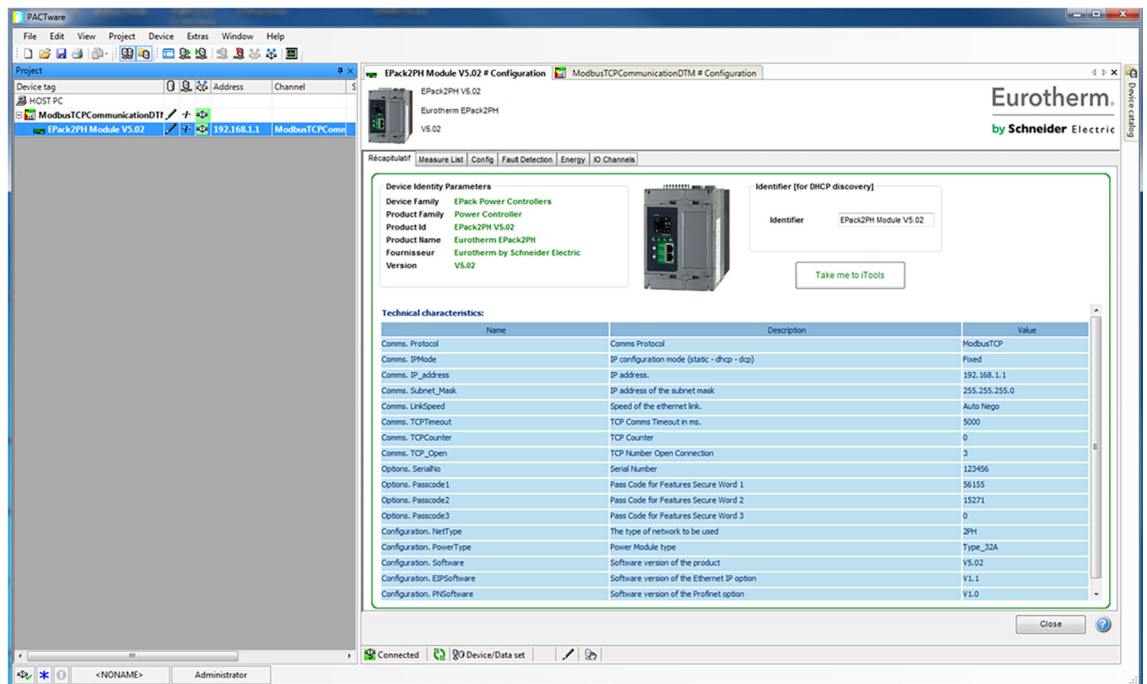 PACTware
File Edit View Project Device Extras Window Help
Project
Device tag Address Channel S
HOST PC
ModbusTCPCommunicationDTM
EPack2PH Module V5.02 192.168.1.1 ModbusTCPComm
EPack2PH Module V5.02 # Configuration ModbusTCPCommunicationDTM # Configuration
Device catalog
EPack2PH V5.02
Eurotherm EPack2PH
V5.02
Eurotherm.
by Schneider Electric
Récapitulatif Measure List Config Fault Detection Energy IO Channels
Device Identity Parameters
Device Family EPack Power Controllers
Product Family Power Controller
Product Id EPack2PH V5.02
Product Name Eurotherm EPack2PH
Fournisseur Eurotherm by Schneider Electric
Version V5.02
Identifier [for DHCP discovery]
Identifier EPack2PH Module V5.02
Take me to iTools
Technical characteristics:
Name Description Value
Comms. Protocol Comms Protocol ModbusTCP
Comms. IPMode IP configuration mode (static - dhcp - dcp) Fixed
Comms. IP_address IP address. 192.168.1.1
Comms. Subnet_Mask IP address of the subnet mask 255.255.255.0
Comms. LinkSpeed Speed of the ethernet link. Auto Nego
Comms. TCPTimeout TCP Comms Timeout in ms. 5000
Comms. TCPCounter TCP Counter 0
Comms. TCP_Open TCP Number Open Connection 3
Options. SerialNo Serial Number 123456
Options. Passcode1 Pass Code for Features Secure Word 1 56155
Options. Passcode2 Pass Code for Features Secure Word 2 15271
Options. Passcode3 Pass Code for Features Secure Word 3 0
Configuration. NetType The type of network to be used 2PH
Configuration. PowerType Power Module type Type_32A
Configuration. Software Software version of the product V5.02
Configuration. EIPSoftware Software version of the Ethernet IP option V1.1
Configuration. PNSoftware Software version of the Profinet option V1.0
Close
Connected Device/Data set
<NONAME> Administrator